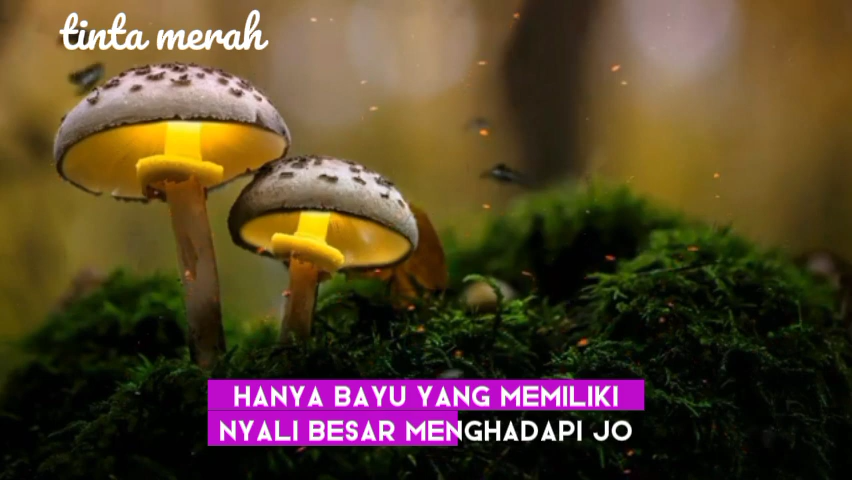 tinta merah
HANYA BAYU YANG MEMILIKI
NYALI BESAR MENGHADAPI JO